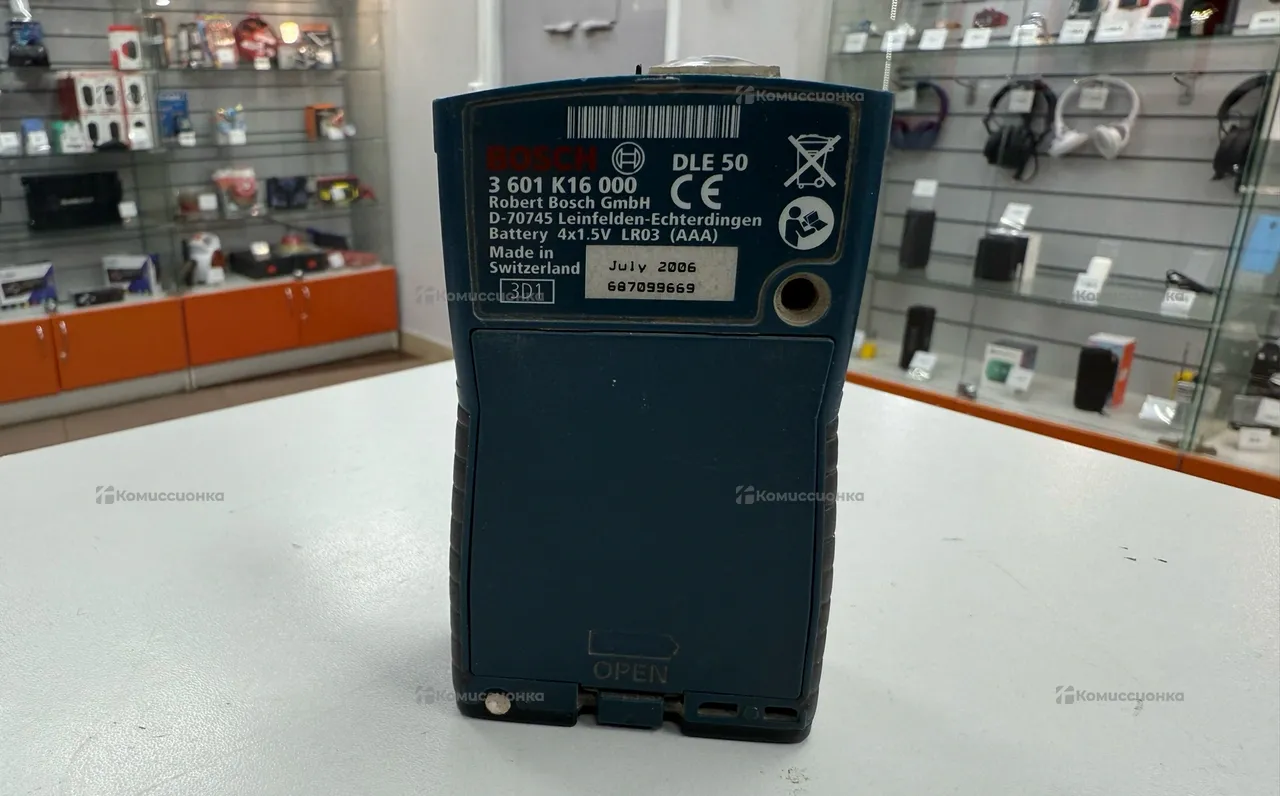 Комиссионка
BOSCH DLE 50
3 601 K16 000 CE
Robert Bosch GmbH
D-70745 Leinfelden-Echterdingen
Battery 4x1.5V LR03 (AAA)
Made in
Switzerland
July 2006
3D1
687099669
Комиссионка
Комиссионка
Комиссионка
OPEN
Комиссионка
Комиссионка